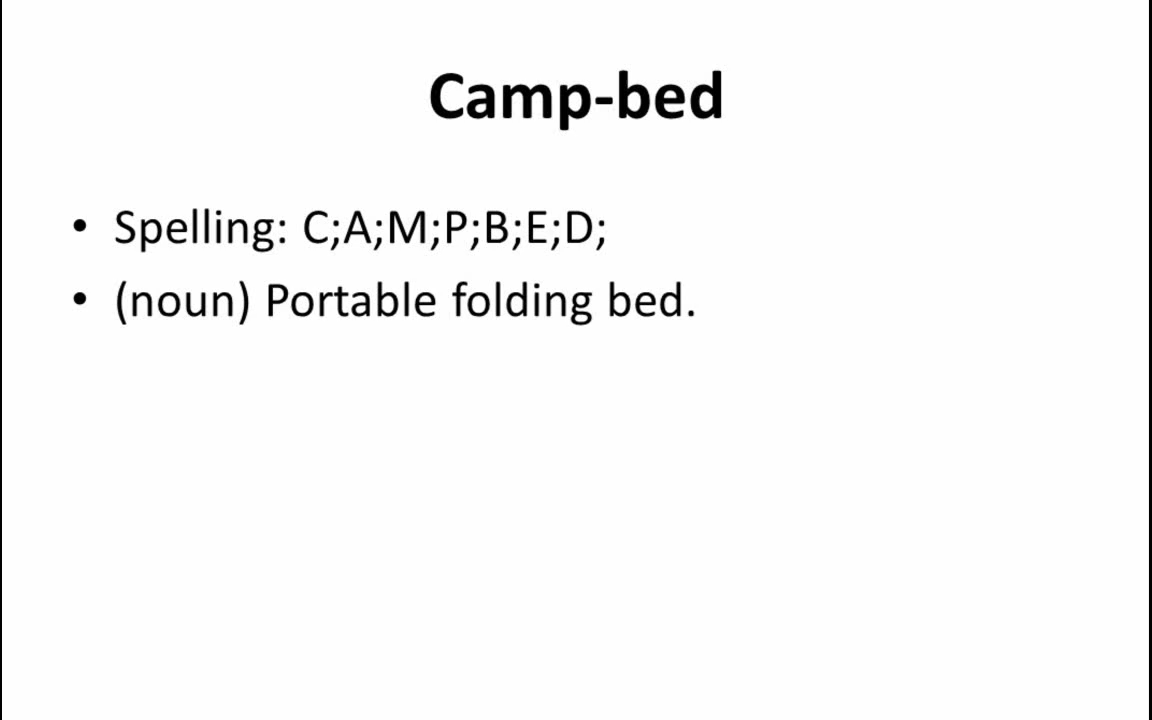 Camp-bed
• Spelling: C;A;M;P;B;E;D;
• (noun) Portable folding bed.